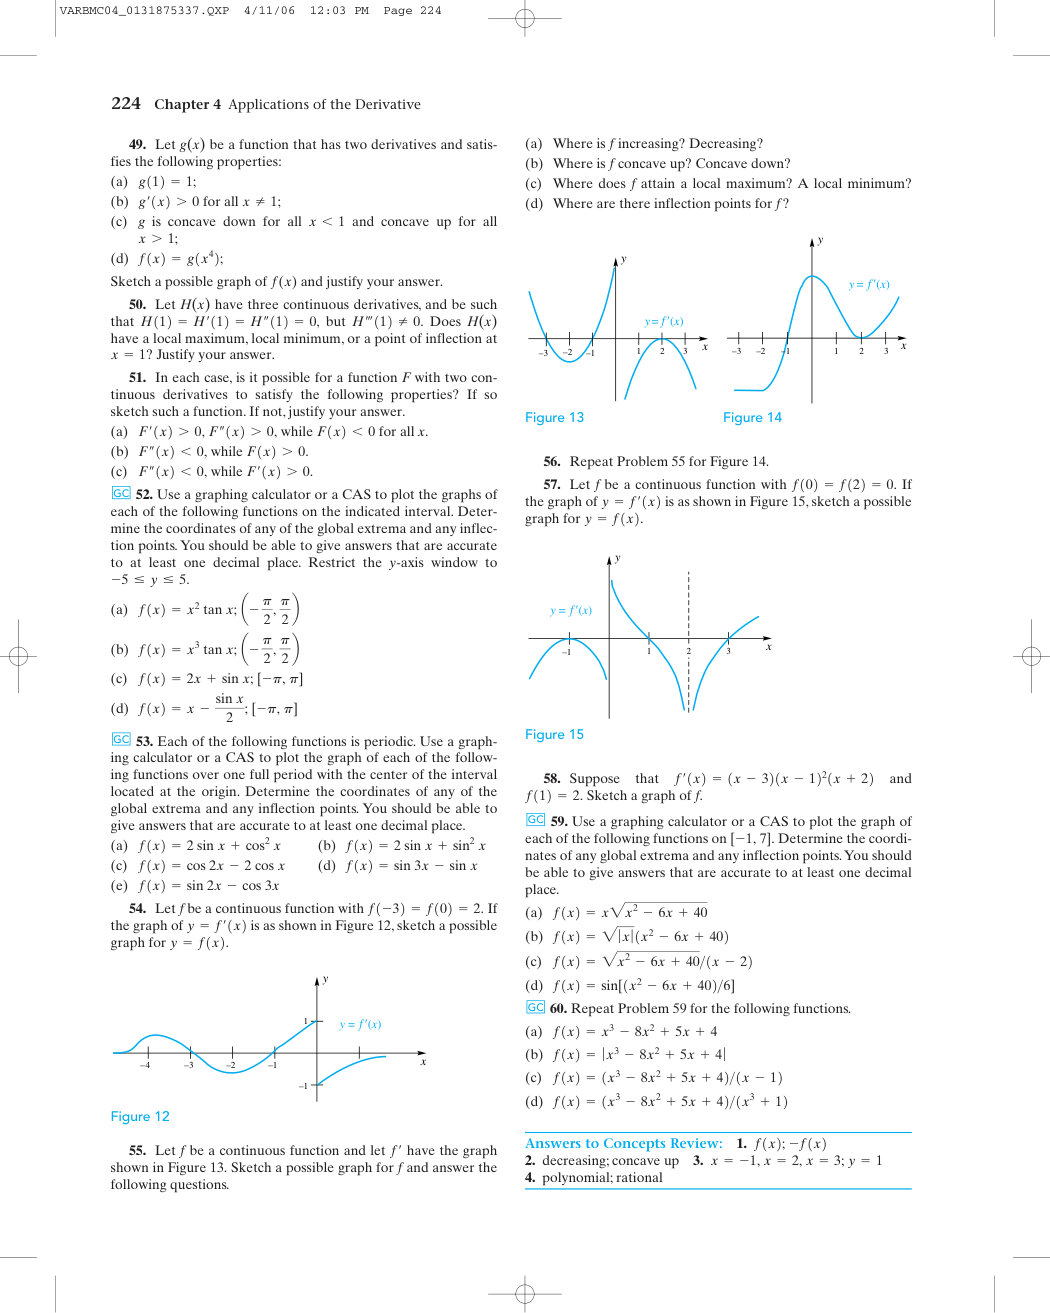 VARBMC04_0131875337.QXP 4/11/06 12:03 PM Page 224
224 Chapter 4 Applications of the Derivative
49. Let g(x) be a function that has two derivatives and satis-
fies the following properties:
(a) g(1) = 1;
(b) g′(x) > 0 for all x ≠ 1;
(c) g is concave down for all x < 1 and concave up for all
x > 1;
(d) f(x) = g(x⁴);
Sketch a possible graph of f(x) and justify your answer.
50. Let H(x) have three continuous derivatives, and be such
that H(1) = H′(1) = H″(1) = 0, but H‴(1) ≠ 0. Does H(x)
have a local maximum, local minimum, or a point of inflection at
x = 1? Justify your answer.
51. In each case, is it possible for a function F with two con-
tinuous derivatives to satisfy the following properties? If so
sketch such a function. If not, justify your answer.
(a) F′(x) > 0, F″(x) > 0, while F(x) < 0 for all x.
(b) F″(x) < 0, while F(x) > 0.
(c) F″(x) < 0, while F′(x) > 0.
GC 52. Use a graphing calculator or a CAS to plot the graphs of
each of the following functions on the indicated interval. Deter-
mine the coordinates of any of the global extrema and any inflec-
tion points. You should be able to give answers that are accurate
to at least one decimal place. Restrict the y-axis window to
−5 ≤ y ≤ 5.
(a) f(x) = x² tan x; (−π/2, π/2)
(b) f(x) = x³ tan x; (−π/2, π/2)
(c) f(x) = 2x + sin x; [−π, π]
(d) f(x) = x − sin x/2; [−π, π]
GC 53. Each of the following functions is periodic. Use a graph-
ing calculator or a CAS to plot the graph of each of the follow-
ing functions over one full period with the center of the interval
located at the origin. Determine the coordinates of any of the
global extrema and any inflection points. You should be able to
give answers that are accurate to at least one decimal place.
(a) f(x) = 2 sin x + cos² x (b) f(x) = 2 sin x + sin² x
(c) f(x) = cos 2x − 2 cos x (d) f(x) = sin 3x − sin x
(e) f(x) = sin 2x − cos 3x
54. Let f be a continuous function with f(−3) = f(0) = 2. If
the graph of y = f′(x) is as shown in Figure 12, sketch a possible
graph for y = f(x).
y
1
y = f′(x)
−4 −3 −2 −1 x
−1
Figure 12
55. Let f be a continuous function and let f′ have the graph
shown in Figure 13. Sketch a possible graph for f and answer the
following questions.
(a) Where is f increasing? Decreasing?
(b) Where is f concave up? Concave down?
(c) Where does f attain a local maximum? A local minimum?
(d) Where are there inflection points for f?
y
y = f′(x)
−3 −2 −1 1 2 3 x
Figure 13
y
y = f′(x)
−3 −2 −1 1 2 3 x
Figure 14
56. Repeat Problem 55 for Figure 14.
57. Let f be a continuous function with f(0) = f(2) = 0. If
the graph of y = f′(x) is as shown in Figure 15, sketch a possible
graph for y = f(x).
y
y = f′(x)
−1 1 2 3 x
Figure 15
58. Suppose that f′(x) = (x − 3)(x − 1)²(x + 2) and
f(1) = 2. Sketch a graph of f.
GC 59. Use a graphing calculator or a CAS to plot the graph of
each of the following functions on [−1, 7]. Determine the coordi-
nates of any global extrema and any inflection points. You should
be able to give answers that are accurate to at least one decimal
place.
(a) f(x) = x√(x² − 6x + 40)
(b) f(x) = √|x|(x² − 6x + 40)
(c) f(x) = √(x² − 6x + 40)/(x − 2)
(d) f(x) = sin[(x² − 6x + 40)/6]
GC 60. Repeat Problem 59 for the following functions.
(a) f(x) = x³ − 8x² + 5x + 4
(b) f(x) = |x³ − 8x² + 5x + 4|
(c) f(x) = (x³ − 8x² + 5x + 4)/(x − 1)
(d) f(x) = (x³ − 8x² + 5x + 4)/(x³ + 1)
Answers to Concepts Review: 1. f(x); −f(x)
2. decreasing; concave up 3. x = −1, x = 2, x = 3; y = 1
4. polynomial; rational